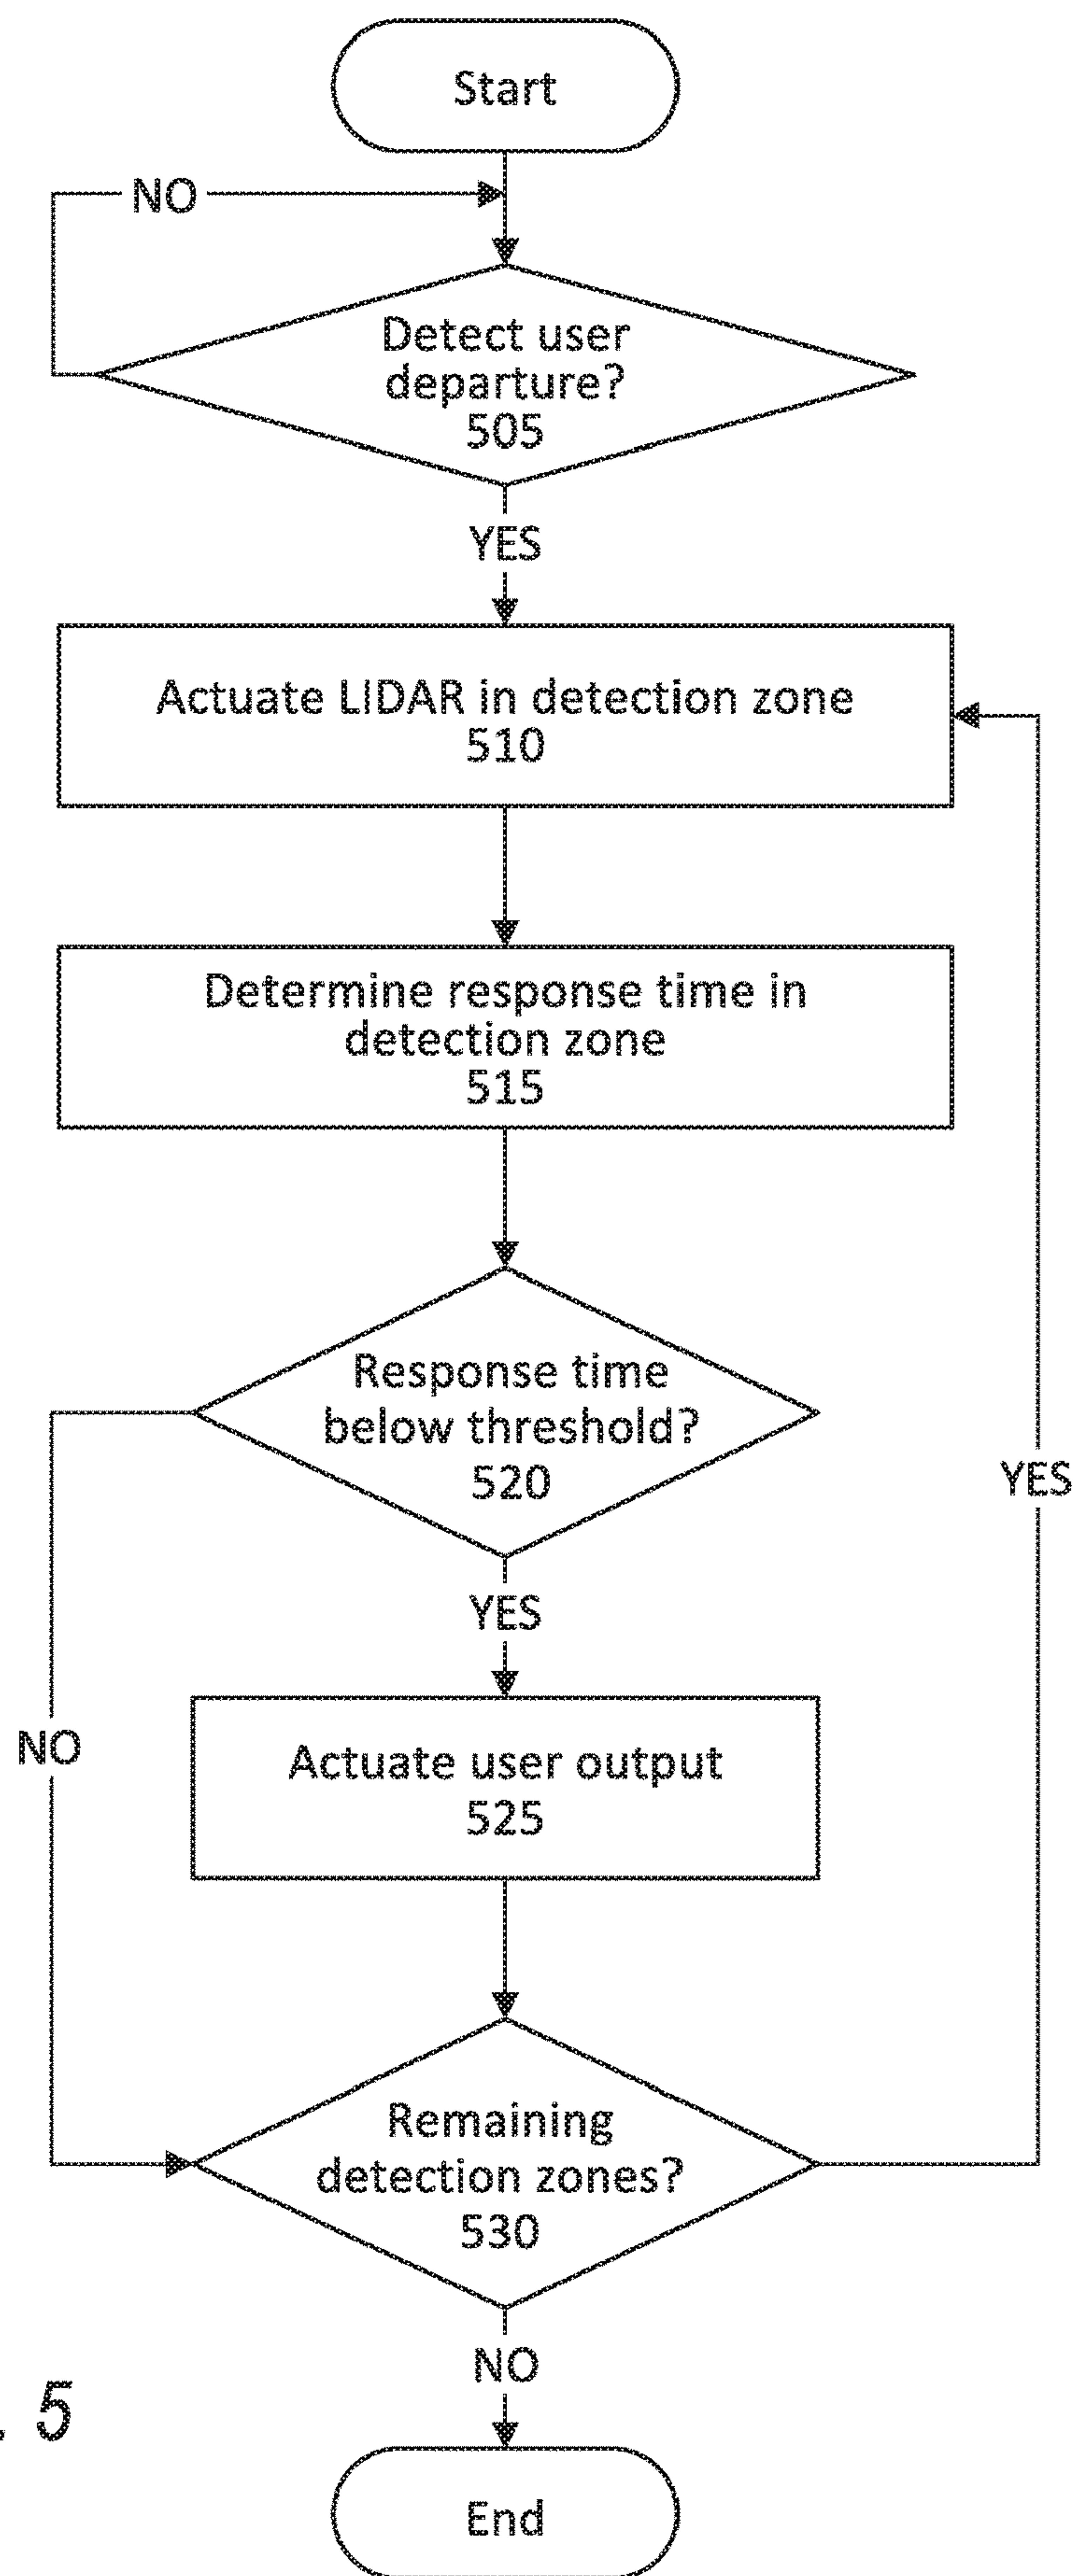 Start
NO
Detect user
departure?
505
YES
Actuate LIDAR in detection zone
510
Determine response time in
detection zone
515
Response time
below threshold?
520
YES
YES
NO
Actuate user output
525
Remaining
detection zones?
530
NO
. 5
End